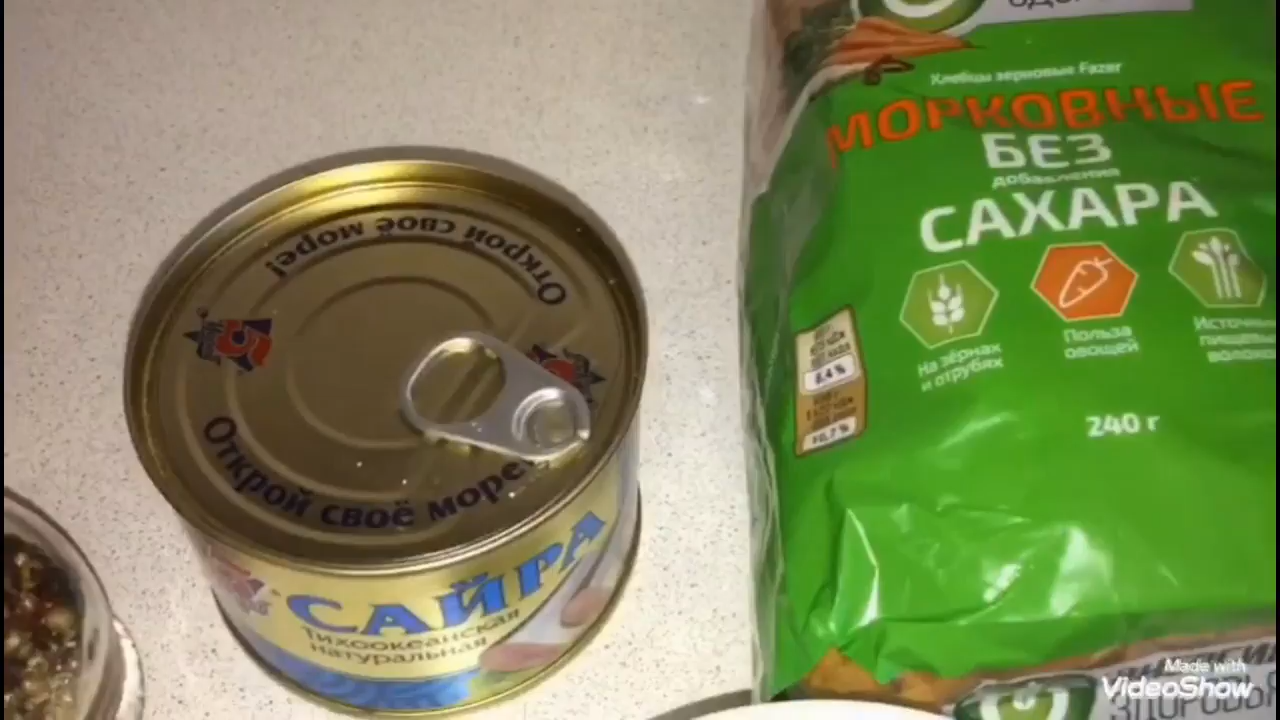 Открой своё море!
Открой своё море
САЙРА
Тихоокеанская
натуральная
Хлебцы зерновые Fazer
МОРКОВНЫЕ
БЕЗ
добавления
САХАРА
На зёрнах
и отрубях
Польза
овощей
240 г
Made with
VideoShow